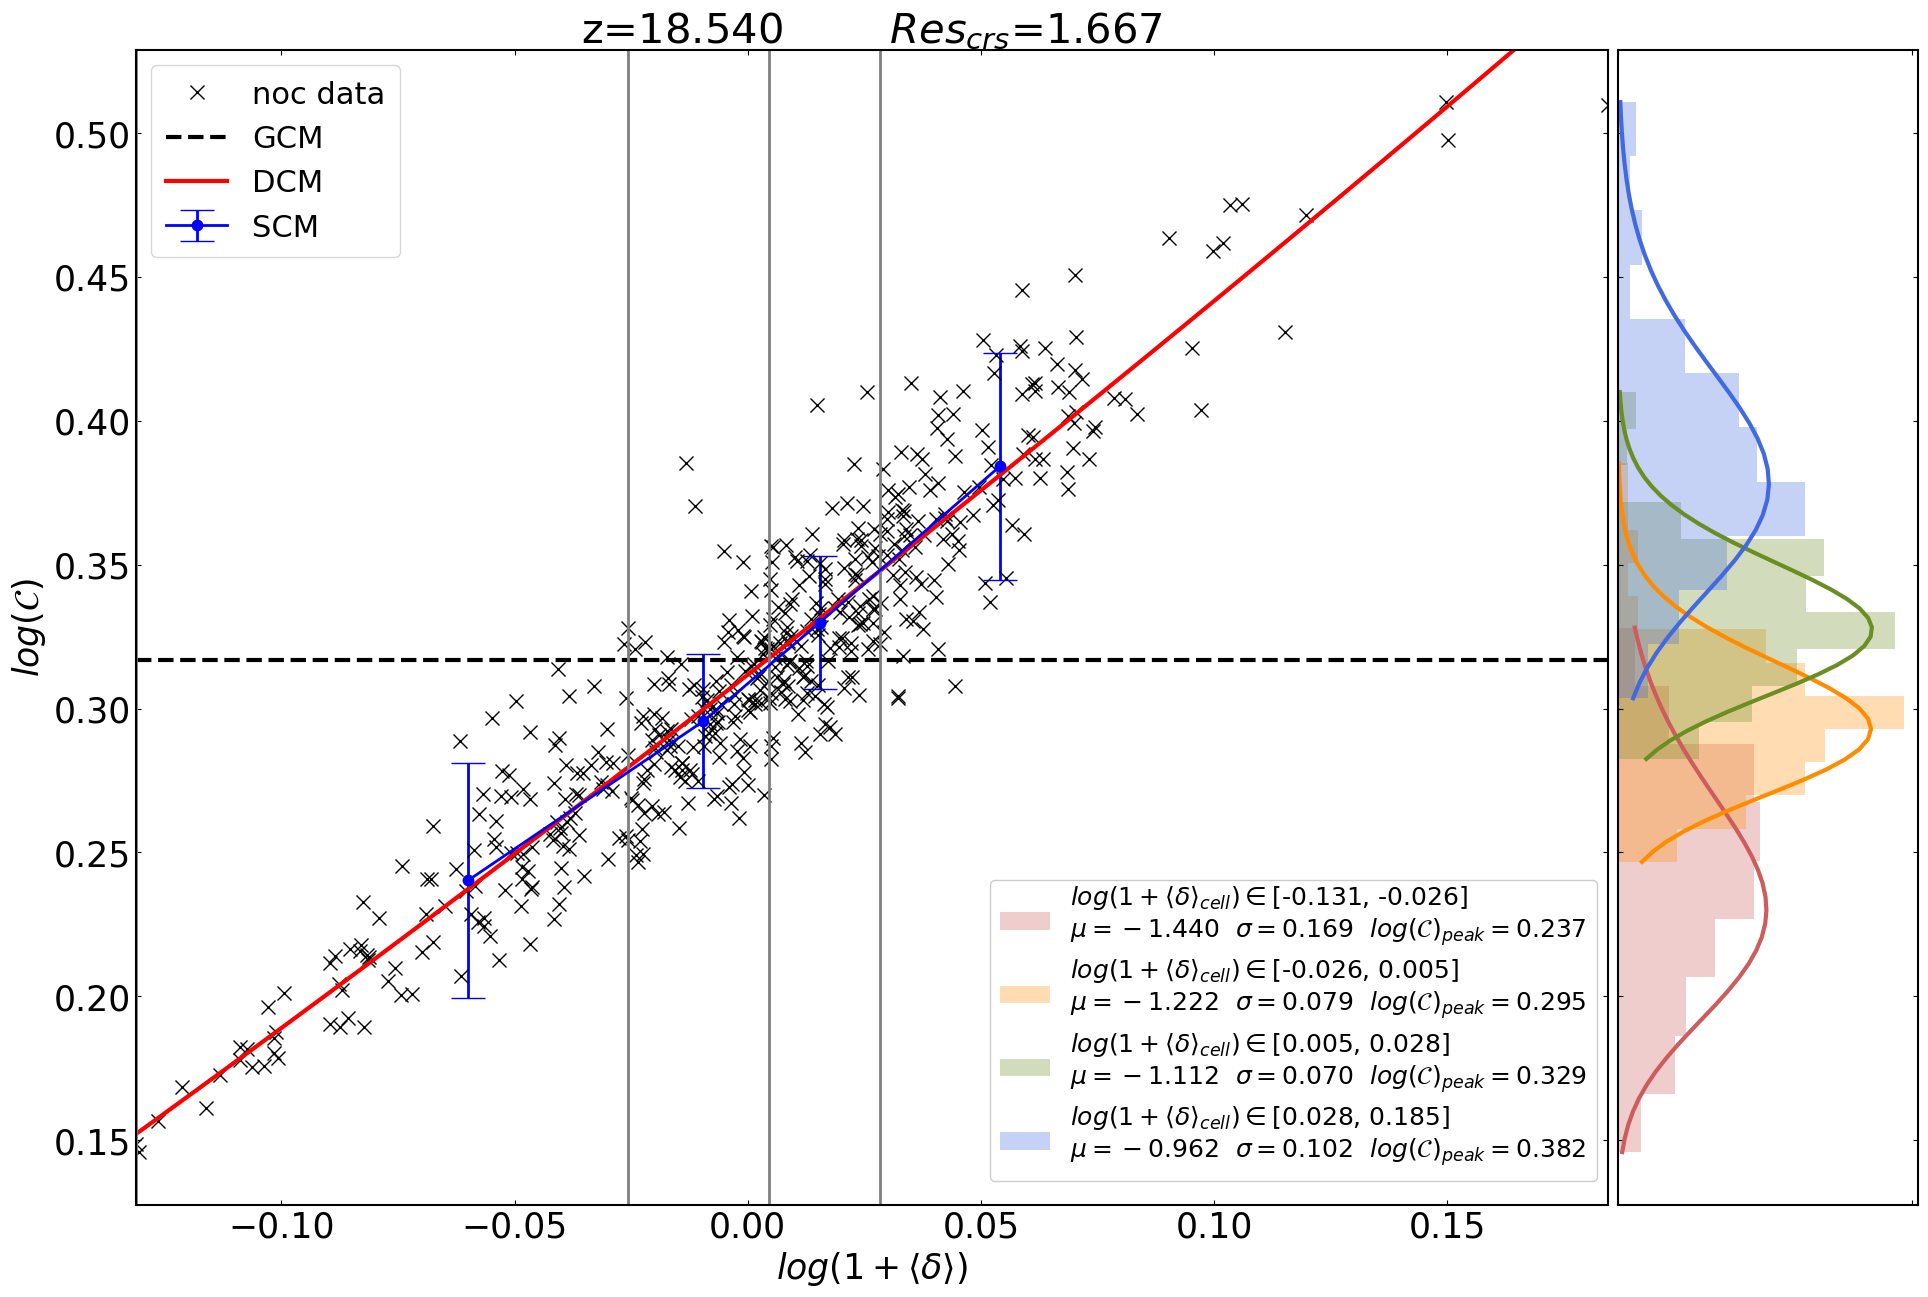 z=18.540 Res_crs=1.667
noc data
GCM
DCM
SCM
0.50
0.45
0.40
0.35
0.30
0.25
0.20
0.15
log(𝒞)
log(1+⟨δ⟩_cell) ∈ [-0.131, -0.026]
μ = −1.440 σ = 0.169 log(𝒞)_peak = 0.237
log(1+⟨δ⟩_cell) ∈ [-0.026, 0.005]
μ = −1.222 σ = 0.079 log(𝒞)_peak = 0.295
log(1+⟨δ⟩_cell) ∈ [0.005, 0.028]
μ = −1.112 σ = 0.070 log(𝒞)_peak = 0.329
log(1+⟨δ⟩_cell) ∈ [0.028, 0.185]
μ = −0.962 σ = 0.102 log(𝒞)_peak = 0.382
−0.10 −0.05 0.00 0.05 0.10 0.15
log(1 + ⟨δ⟩)